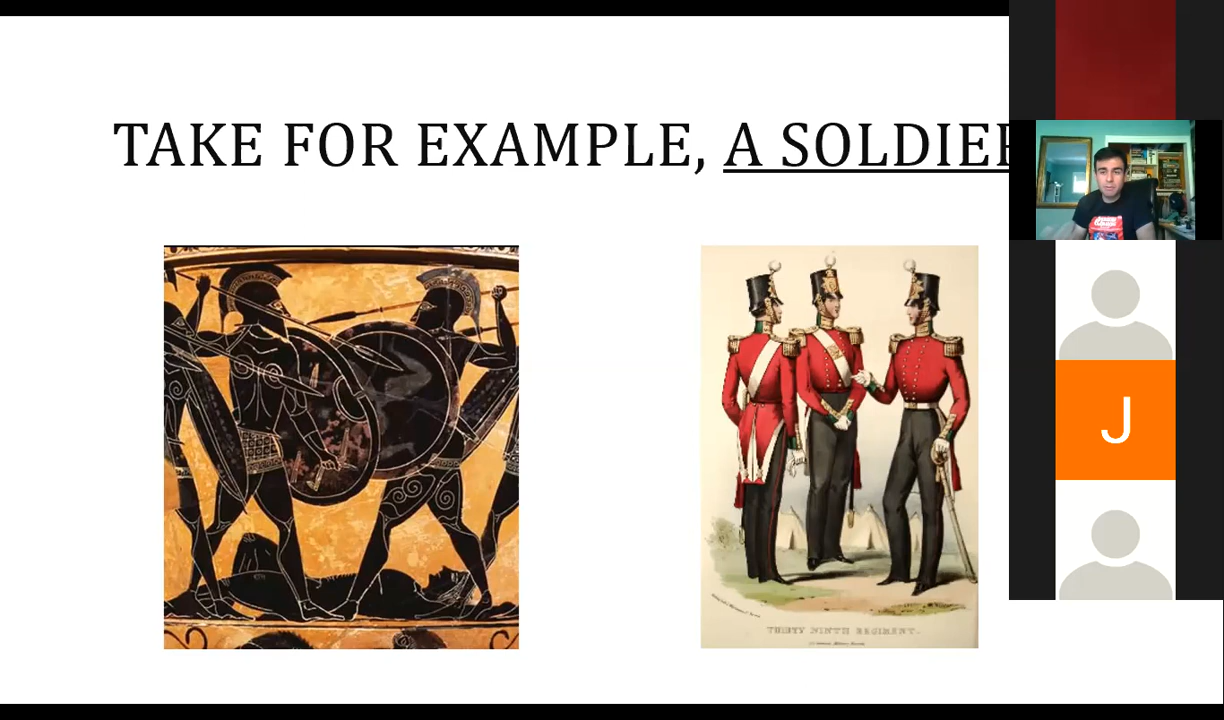 TAKE FOR EXAMPLE, A SOLDIER
J
THIRTY NINTH REGIMENT.